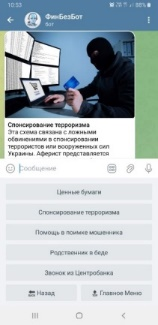 10:53
ФинБезБот
бот
Спонсирование терроризма
Эта схема связана с ложными
обвинениями в спонсировании
террористов или вооруженных сил
Украины. Аферист представляется
Сообщение
Ценные бумаги
Спонсирование терроризма
Помощь в поимке мошенника
Родственник в беде
Звонок из Центробанка
Назад
Главное Меню